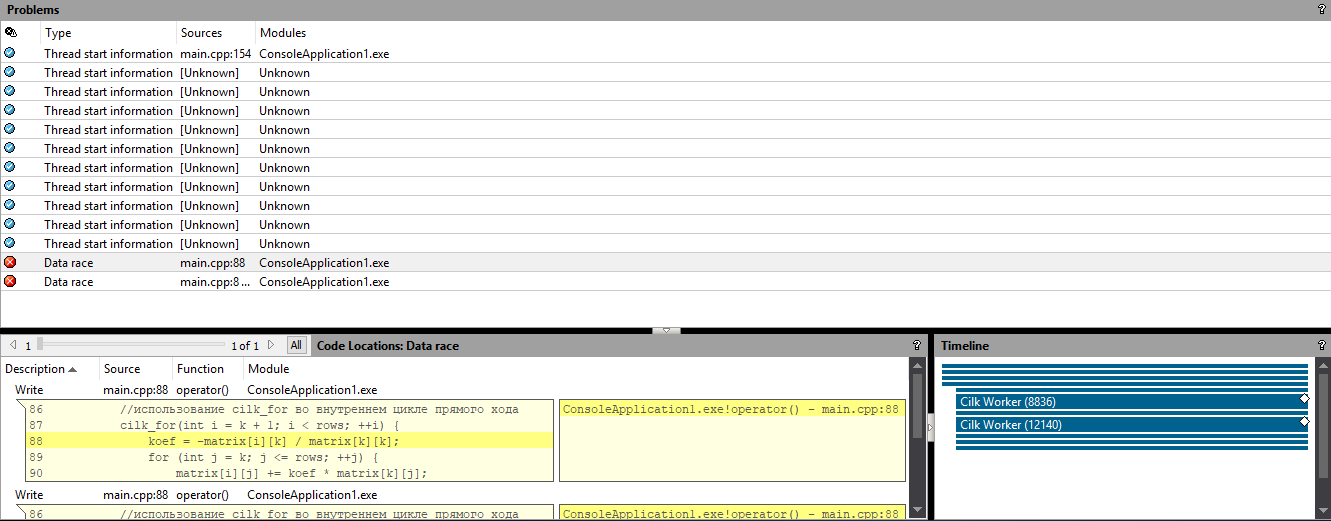 Problems ?
Type Sources Modules
Thread start information main.cpp:154 ConsoleApplication1.exe
Thread start information [Unknown] Unknown
Thread start information [Unknown] Unknown
Thread start information [Unknown] Unknown
Thread start information [Unknown] Unknown
Thread start information [Unknown] Unknown
Thread start information [Unknown] Unknown
Thread start information [Unknown] Unknown
Thread start information [Unknown] Unknown
Thread start information [Unknown] Unknown
Thread start information [Unknown] Unknown
Data race main.cpp:88 ConsoleApplication1.exe
Data race main.cpp:8... ConsoleApplication1.exe
1 1 of 1 All Code Locations: Data race ?
Description Source Function Module
Write main.cpp:88 operator() ConsoleApplication1.exe
86 //использование cilk_for во внутреннем цикле прямого хода
87 cilk_for(int i = k + 1; i < rows; ++i) {
88 koef = -matrix[i][k] / matrix[k][k];
89 for (int j = k; j <= rows; ++j) {
90 matrix[i][j] += koef * matrix[k][j];
ConsoleApplication1.exe!operator() - main.cpp:88
Write main.cpp:88 operator() ConsoleApplication1.exe
86 //использование cilk_for во внутреннем цикле прямого хода
ConsoleApplication1.exe!operator() - main.cpp:88
Timeline ?
Cilk Worker (8836)
Cilk Worker (12140)